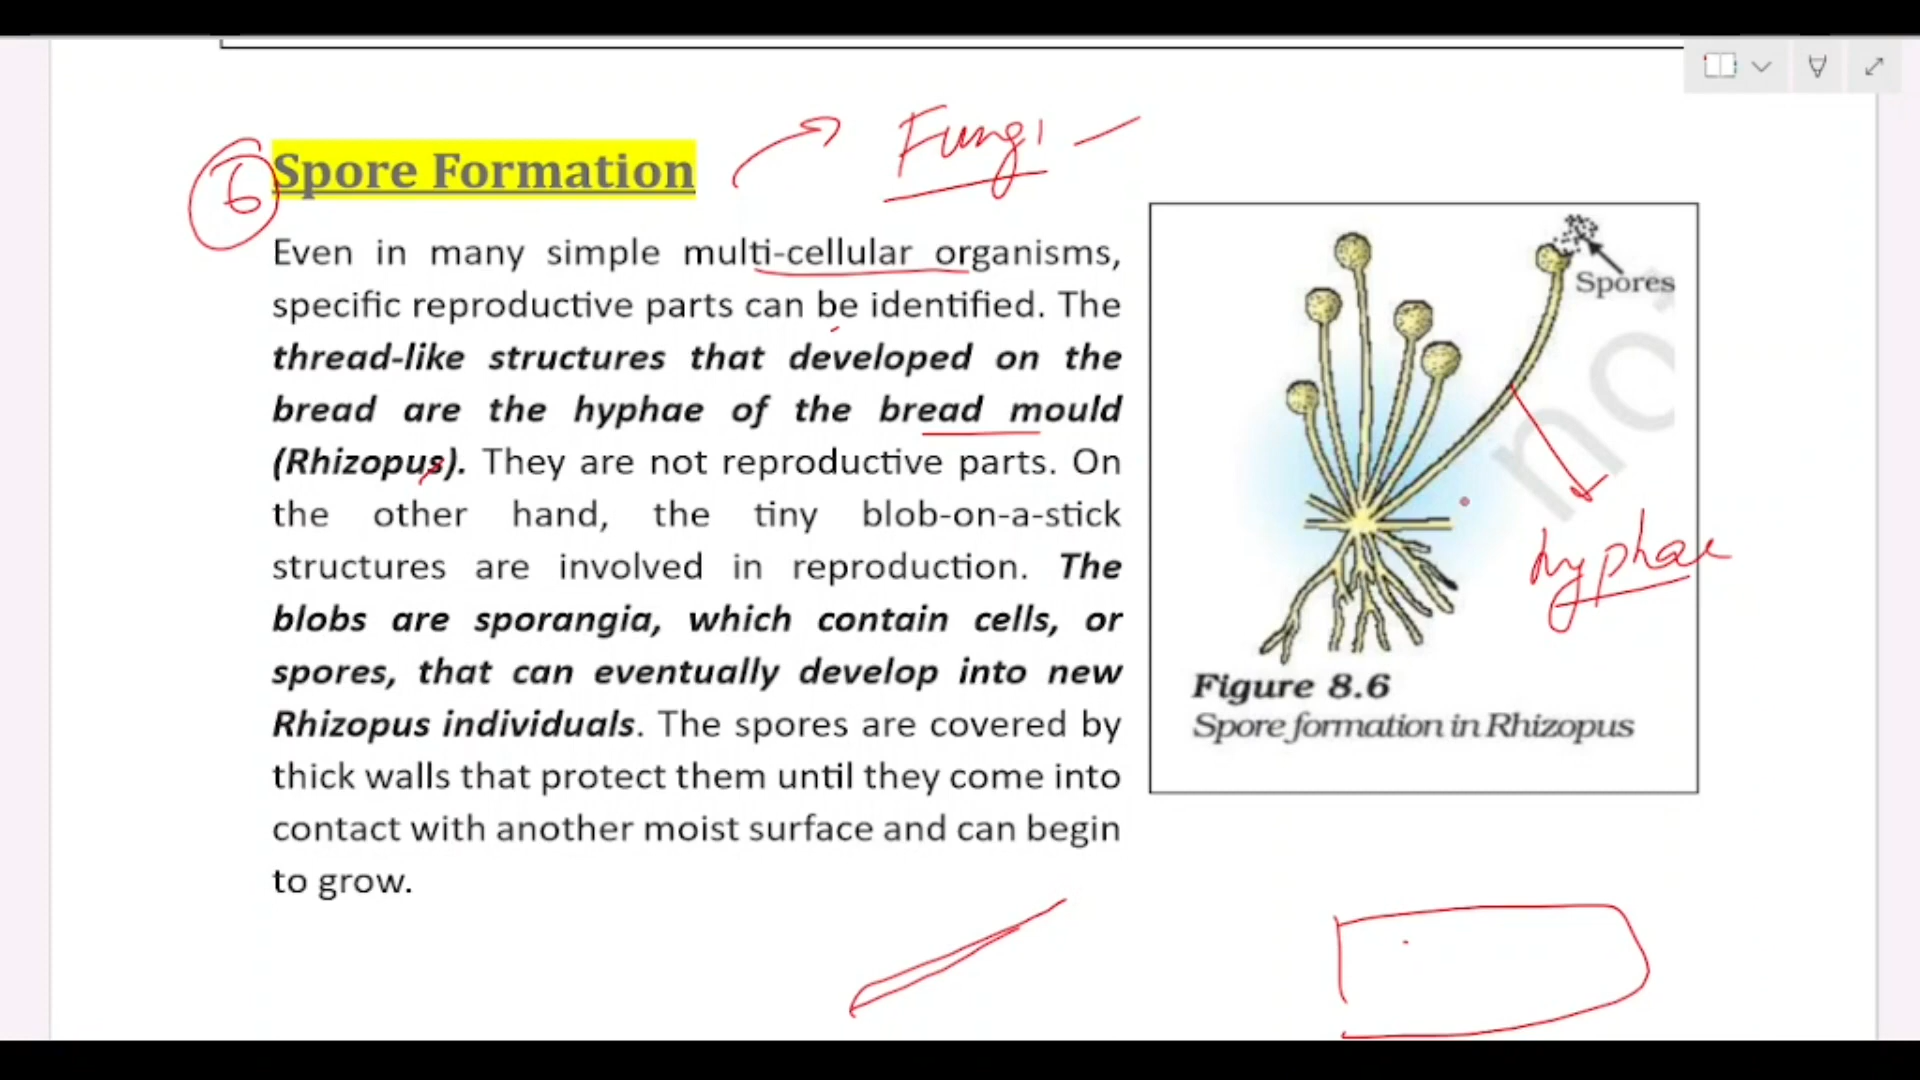 Fungi
6
Spore Formation
Even in many simple multi-cellular organisms,
specific reproductive parts can be identified. The
thread-like structures that developed on the
bread are the hyphae of the bread mould
(Rhizopus). They are not reproductive parts. On
the other hand, the tiny blob-on-a-stick
structures are involved in reproduction. The
blobs are sporangia, which contain cells, or
spores, that can eventually develop into new
Rhizopus individuals. The spores are covered by
thick walls that protect them until they come into
contact with another moist surface and can begin
to grow.
Spores
no
hyphae
Figure 8.6
Spore formation in Rhizopus